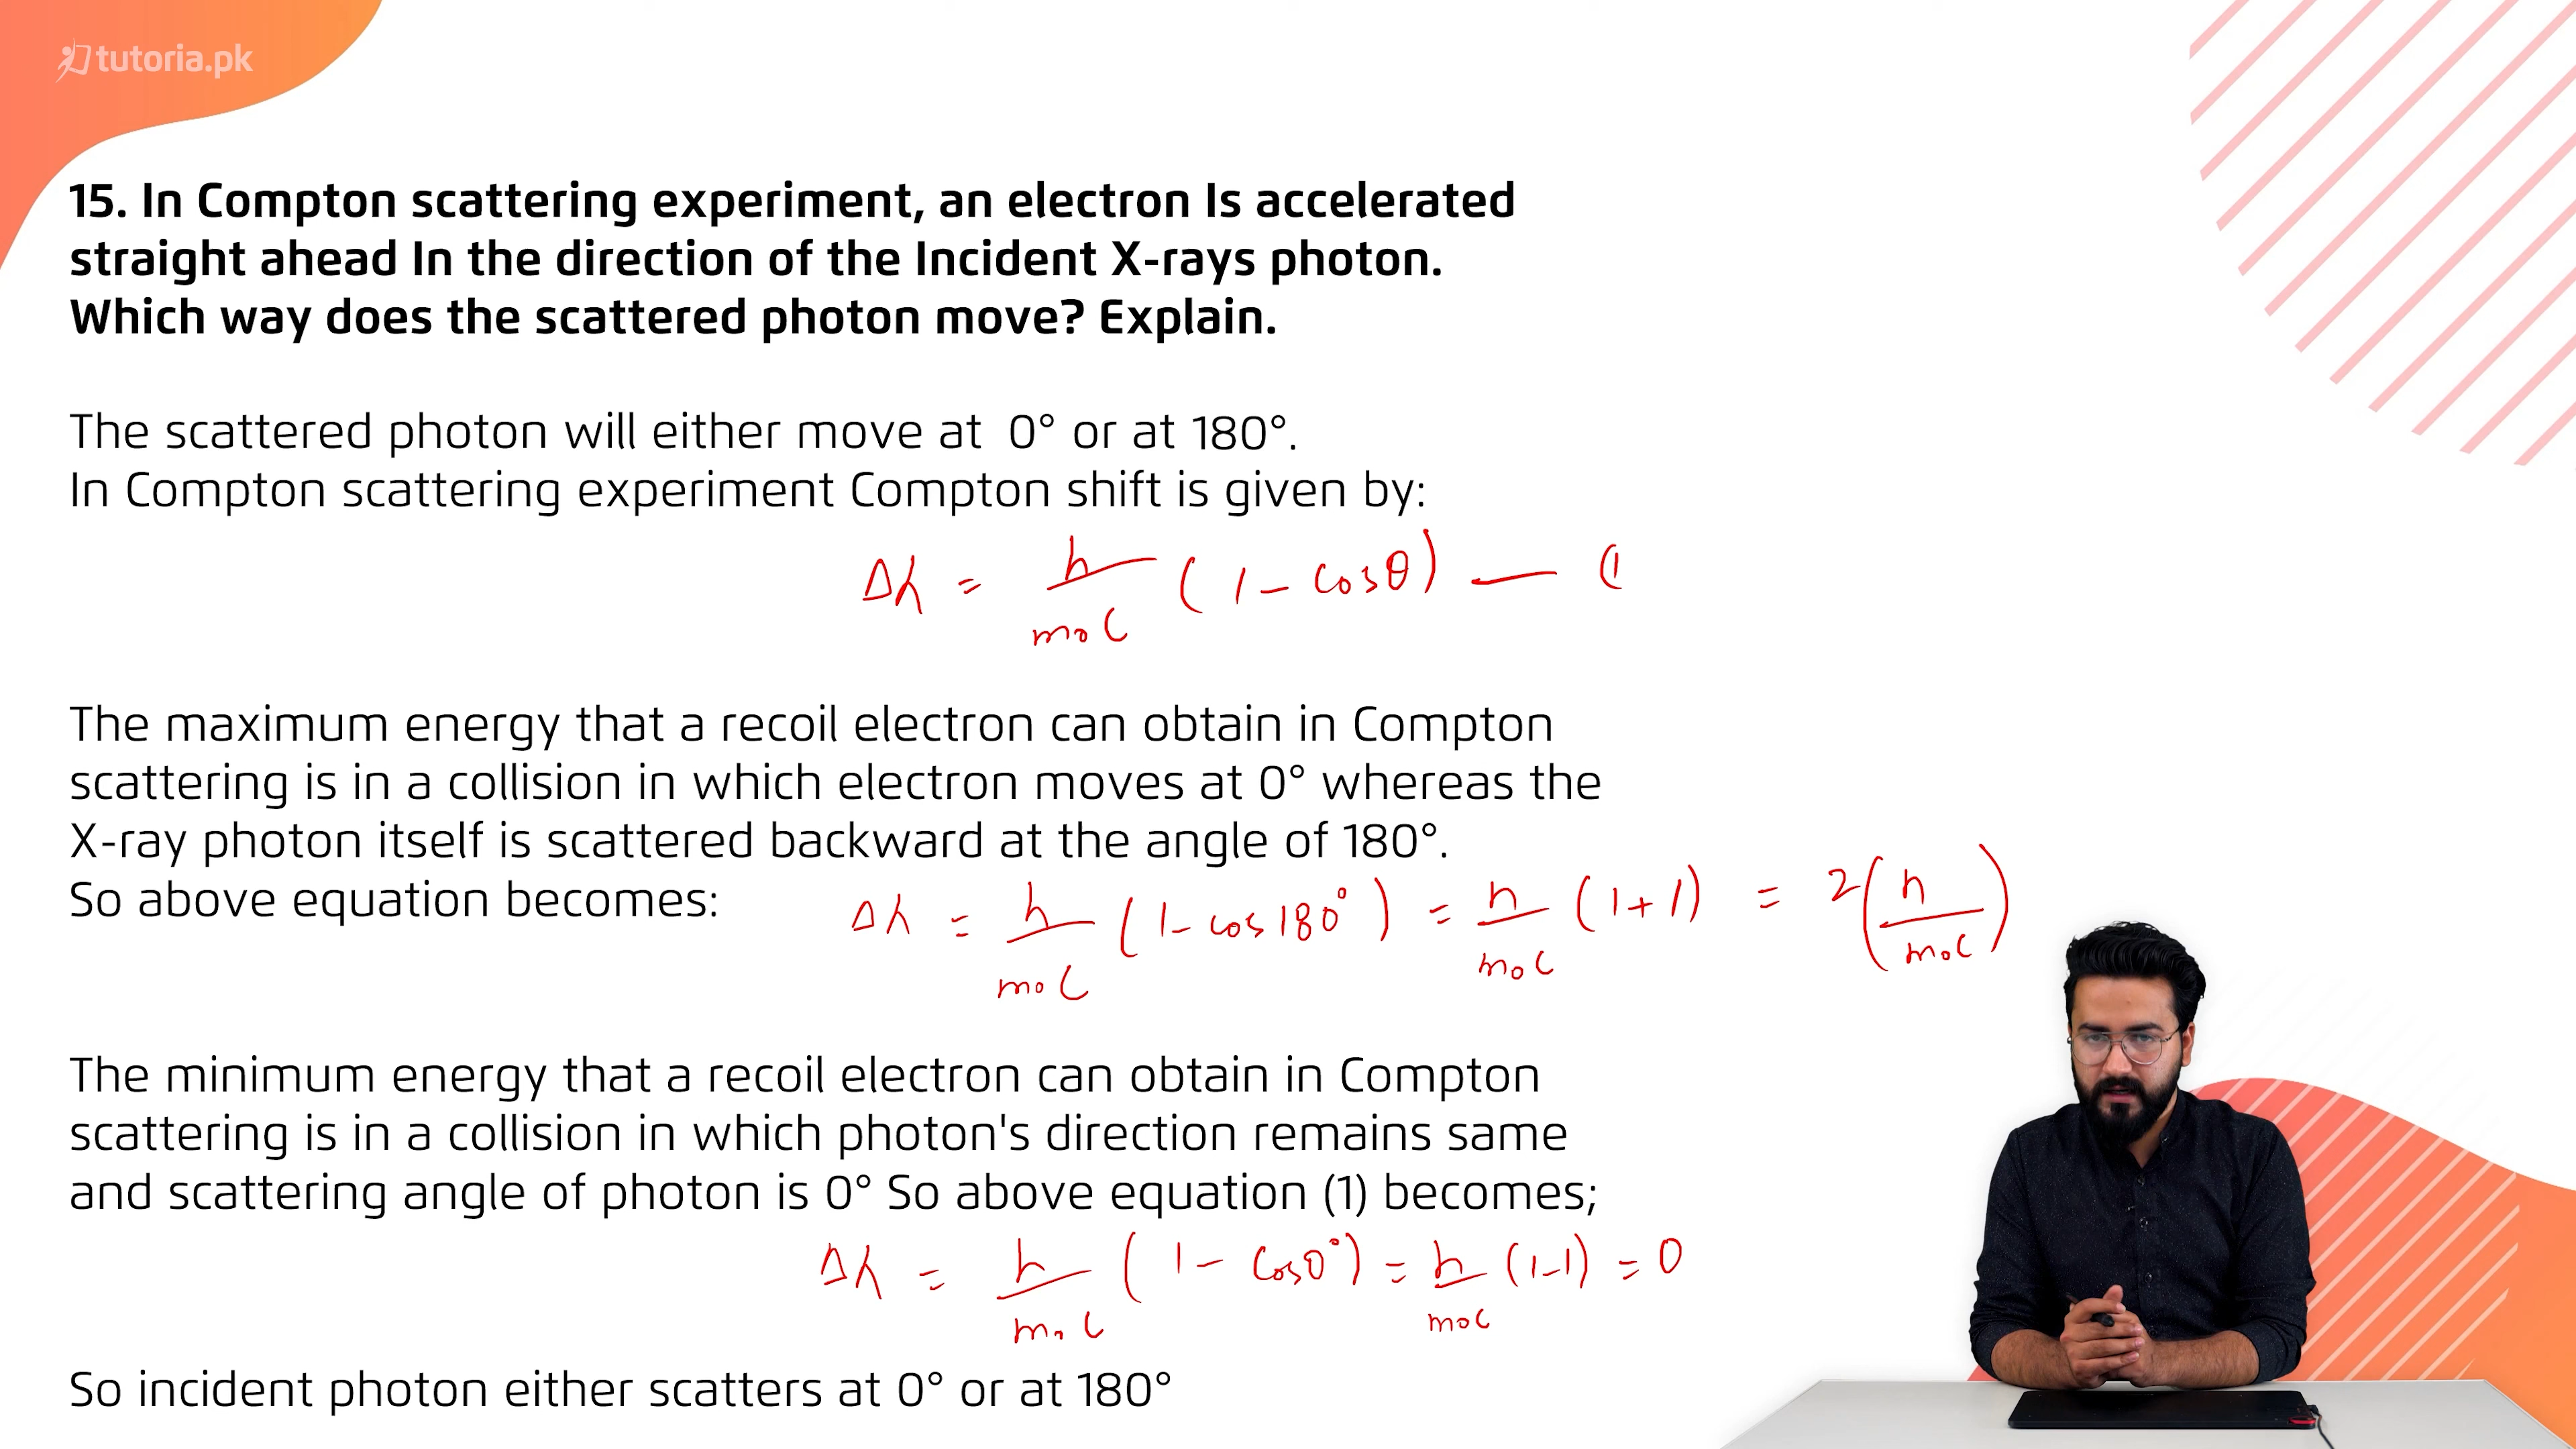 tutoria.pk
15. In Compton scattering experiment, an electron Is accelerated
straight ahead In the direction of the Incident X-rays photon.
Which way does the scattered photon move? Explain.
The scattered photon will either move at 0° or at 180°.
In Compton scattering experiment Compton shift is given by:
Δλ = h/m₀c (1 - cosθ) — (1
The maximum energy that a recoil electron can obtain in Compton
scattering is in a collision in which electron moves at 0° whereas the
X-ray photon itself is scattered backward at the angle of 180°.
So above equation becomes: Δλ = h/m₀c (1 - cos180°) = h/m₀c (1+1) = 2(h/m₀c)
The minimum energy that a recoil electron can obtain in Compton
scattering is in a collision in which photon's direction remains same
and scattering angle of photon is 0° So above equation (1) becomes;
Δλ = h/m₀c (1 - cos0°) = h/m₀c (1-1) = 0
So incident photon either scatters at 0° or at 180°